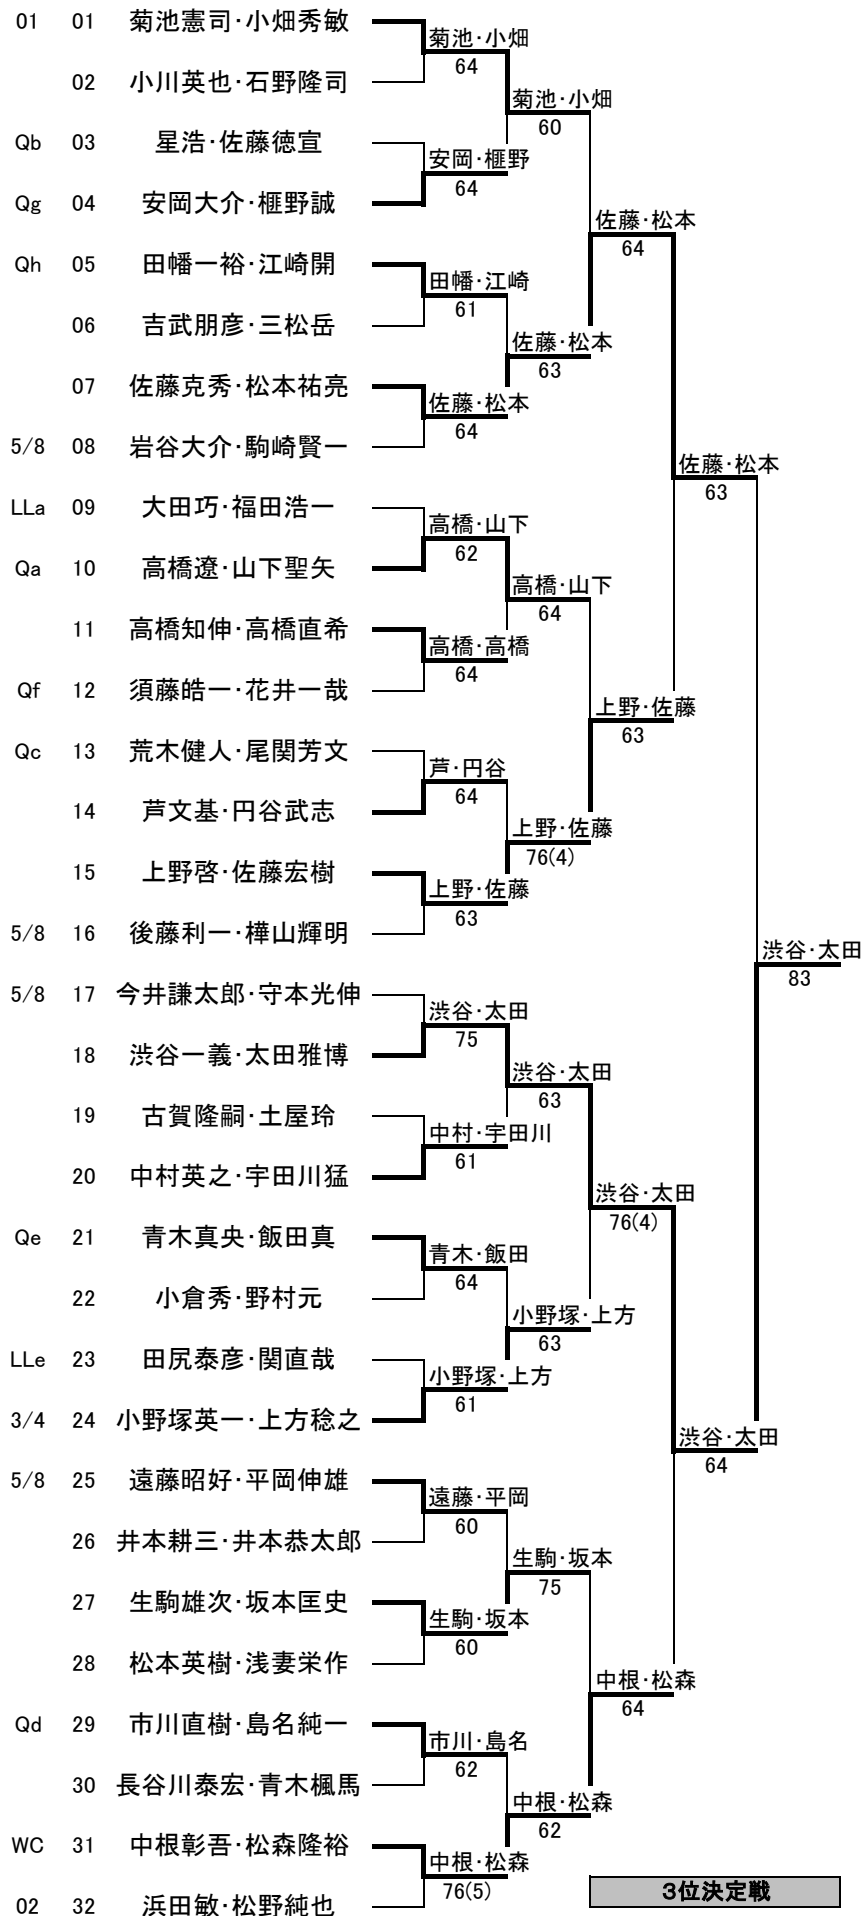 01 01 菊池憲司・小畑秀敏
菊池・小畑
64
02 小川英也・石野隆司
菊池・小畑
60
Qb 03 星浩・佐藤徳宣
安岡・榧野
64
Qg 04 安岡大介・榧野誠
佐藤・松本
64
Qh 05 田幡一裕・江崎開
田幡・江崎
61
06 吉武朋彦・三松岳
佐藤・松本
63
07 佐藤克秀・松本祐亮
佐藤・松本
64
5/8 08 岩谷大介・駒崎賢一
佐藤・松本
63
LLa 09 大田巧・福田浩一
高橋・山下
62
Qa 10 高橋遼・山下聖矢
高橋・山下
64
11 高橋知伸・高橋直希
高橋・高橋
64
Qf 12 須藤皓一・花井一哉
上野・佐藤
63
Qc 13 荒木健人・尾関芳文
芦・円谷
64
14 芦文基・円谷武志
上野・佐藤
76(4)
15 上野啓・佐藤宏樹
上野・佐藤
63
5/8 16 後藤利一・樺山輝明
渋谷・太田
83
5/8 17 今井謙太郎・守本光伸
渋谷・太田
75
18 渋谷一義・太田雅博
渋谷・太田
63
19 古賀隆嗣・土屋玲
中村・宇田川
61
20 中村英之・宇田川猛
渋谷・太田
76(4)
Qe 21 青木真央・飯田真
青木・飯田
64
22 小倉秀・野村元
小野塚・上方
63
LLe 23 田尻泰彦・関直哉
小野塚・上方
61
3/4 24 小野塚英一・上方稔之
渋谷・太田
64
5/8 25 遠藤昭好・平岡伸雄
遠藤・平岡
60
26 井本耕三・井本恭太郎
生駒・坂本
75
27 生駒雄次・坂本匡史
生駒・坂本
60
28 松本英樹・浅妻栄作
中根・松森
64
Qd 29 市川直樹・島名純一
市川・島名
62
30 長谷川泰宏・青木楓馬
中根・松森
62
WC 31 中根彰吾・松森隆裕
中根・松森
76(5)
3位決定戦
02 32 浜田敏・松野純也